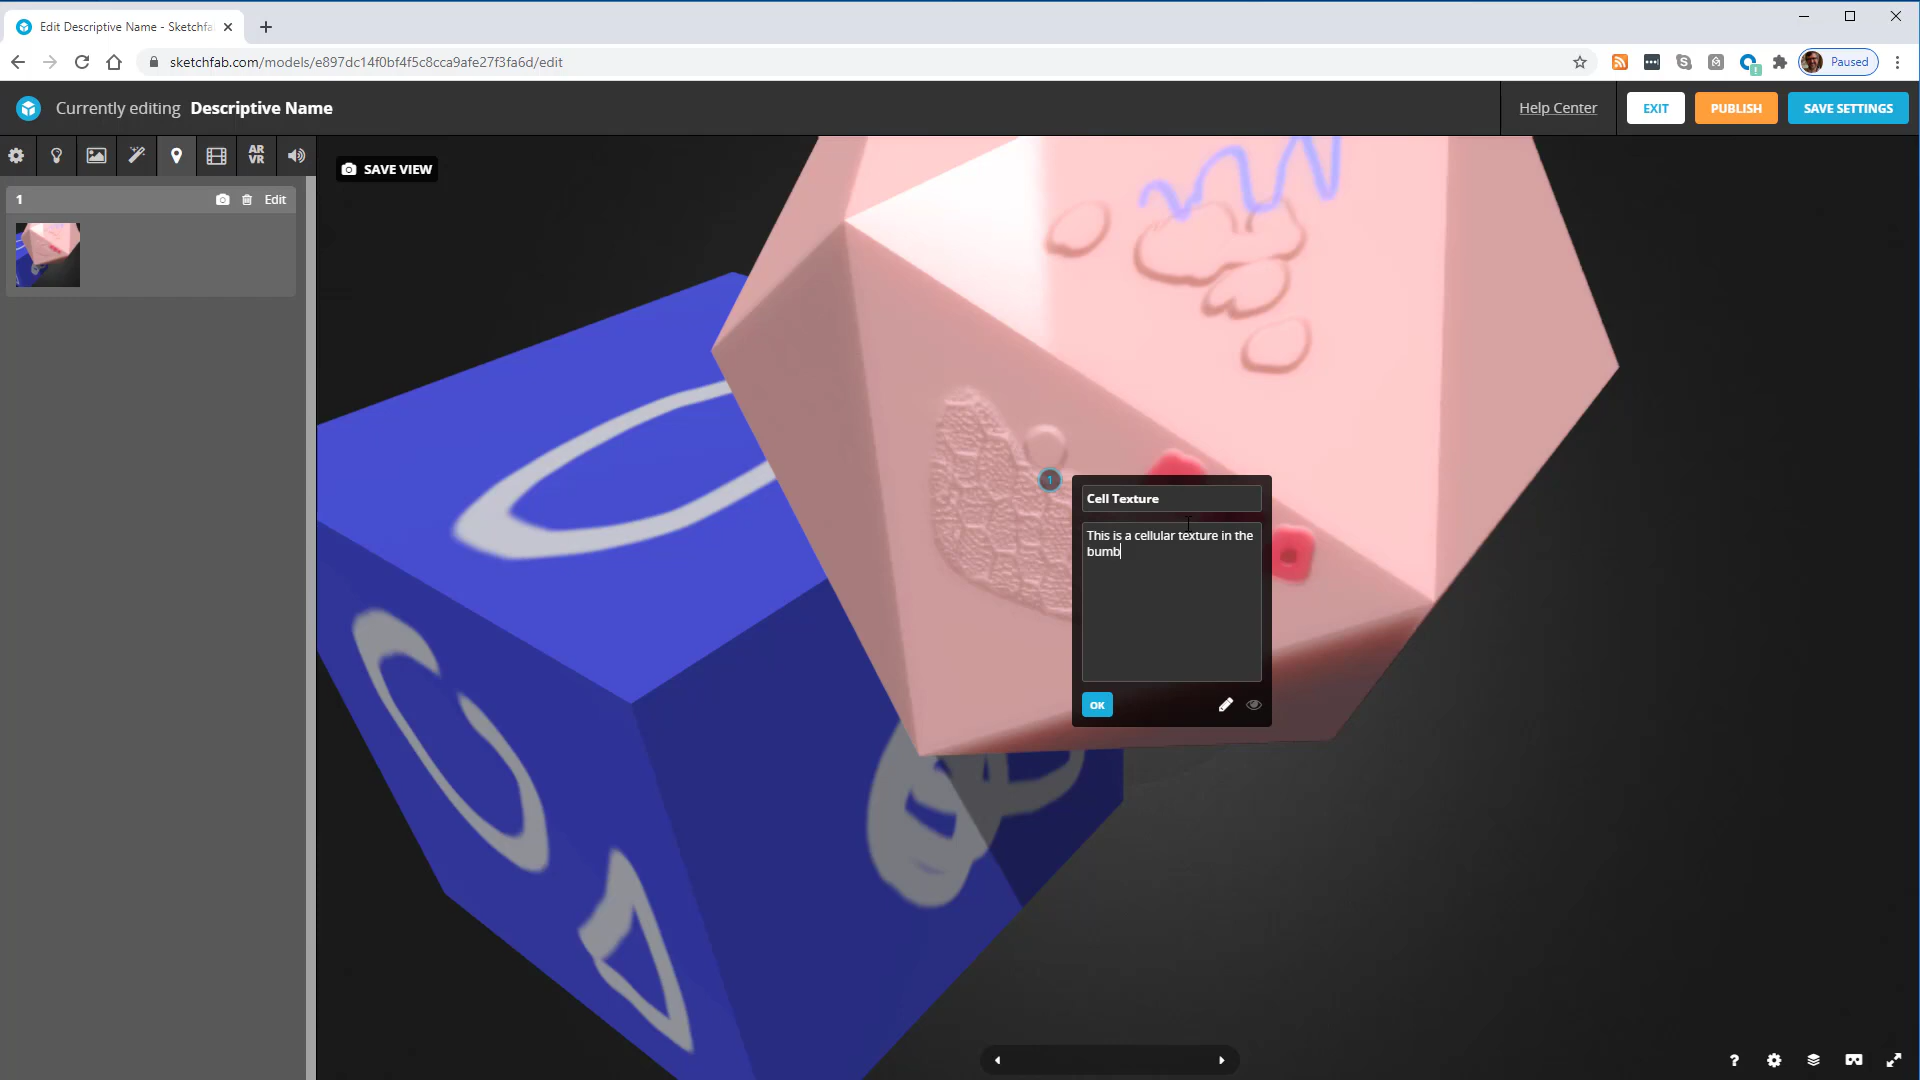 Edit Descriptive Name - Sketchfa
sketchfab.com/models/e897dc14f0bf4f5c8cca9afe27f3fa6d/edit
Paused
Currently editing Descriptive Name
Help Center
EXIT
PUBLISH
SAVE SETTINGS
AR
VR
SAVE VIEW
1
Edit
1
Cell Texture
This is a cellular texture in the
bumb
OK
?